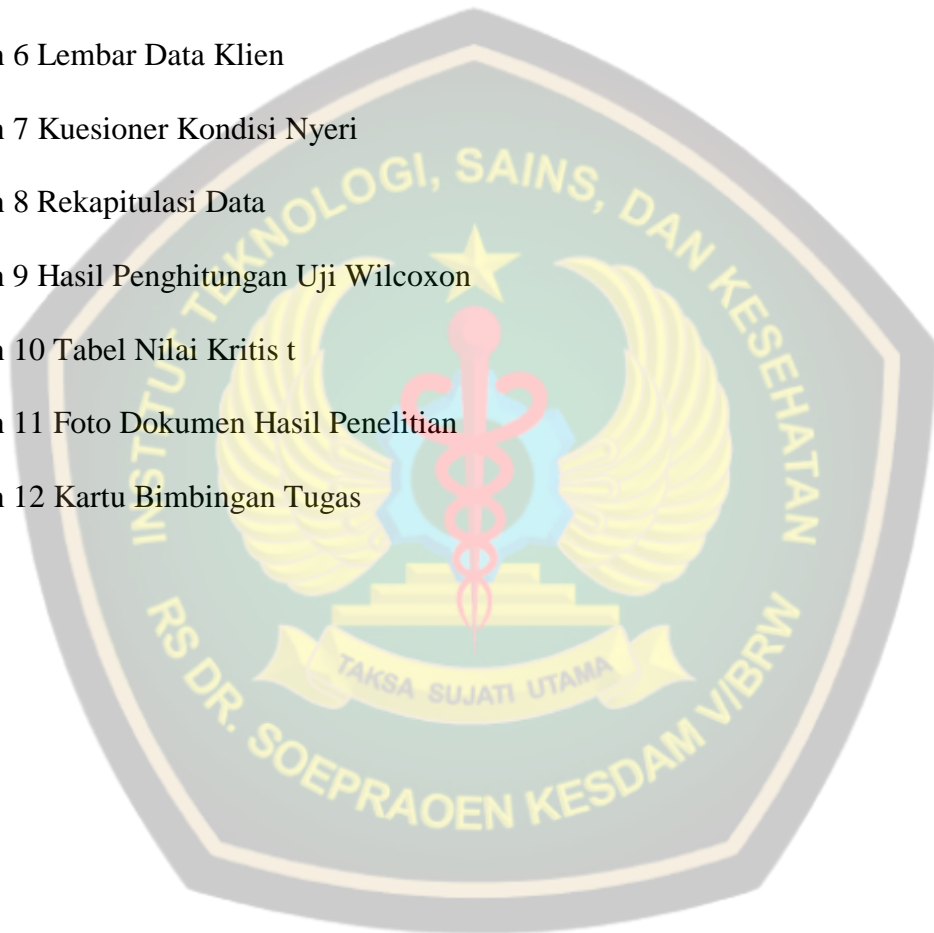 n 6 Lembar Data Klien
n 7 Kuesioner Kondisi Nyeri
n 8 Rekapitulasi Data
n 9 Hasil Penghitungan Uji Wilcoxon
n 10 Tabel Nilai Kritis t
n 11 Foto Dokumen Hasil Penelitian
n 12 Kartu Bimbingan Tugas
INSTITUT TEKNOLOGI, SAINS, DAN KESEHATAN
TAKSA SUJATI UTAMA
RS DR. SOEPRAOEN KESDAM V/BRW